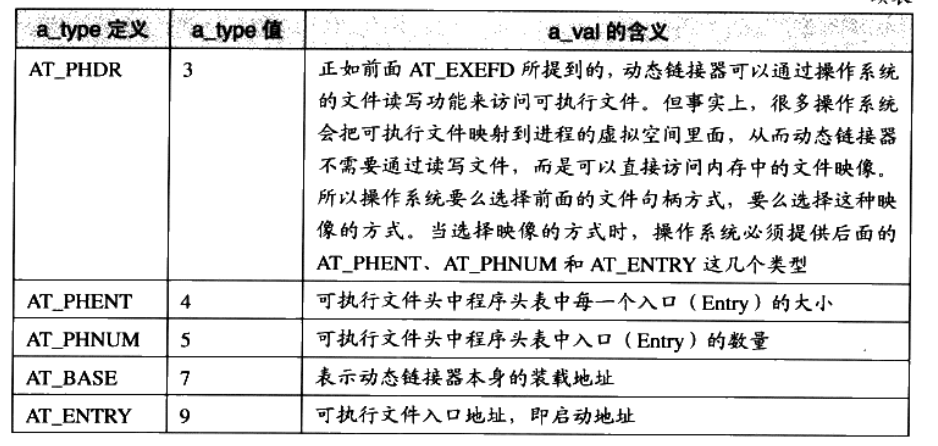 续表
a_type 定义 a_type 值 a_val 的含义
AT_PHDR 3 正如前面 AT_EXEFD 所提到的，动态链接器可以通过操作系统
的文件读写功能来访问可执行文件。但事实上，很多操作系统
会把可执行文件映射到进程的虚拟空间里面，从而动态链接器
不需要通过读写文件，而是可以直接访问内存中的文件映像。
所以操作系统要么选择前面的文件句柄方式，要么选择这种映
像的方式。当选择映像的方式时，操作系统必须提供后面的
AT_PHENT、AT_PHNUM 和 AT_ENTRY 这几个类型
AT_PHENT 4 可执行文件头中程序头表中每一个入口（Entry）的大小
AT_PHNUM 5 可执行文件头中程序头表中入口（Entry）的数量
AT_BASE 7 表示动态链接器本身的装载地址
AT_ENTRY 9 可执行文件入口地址，即启动地址